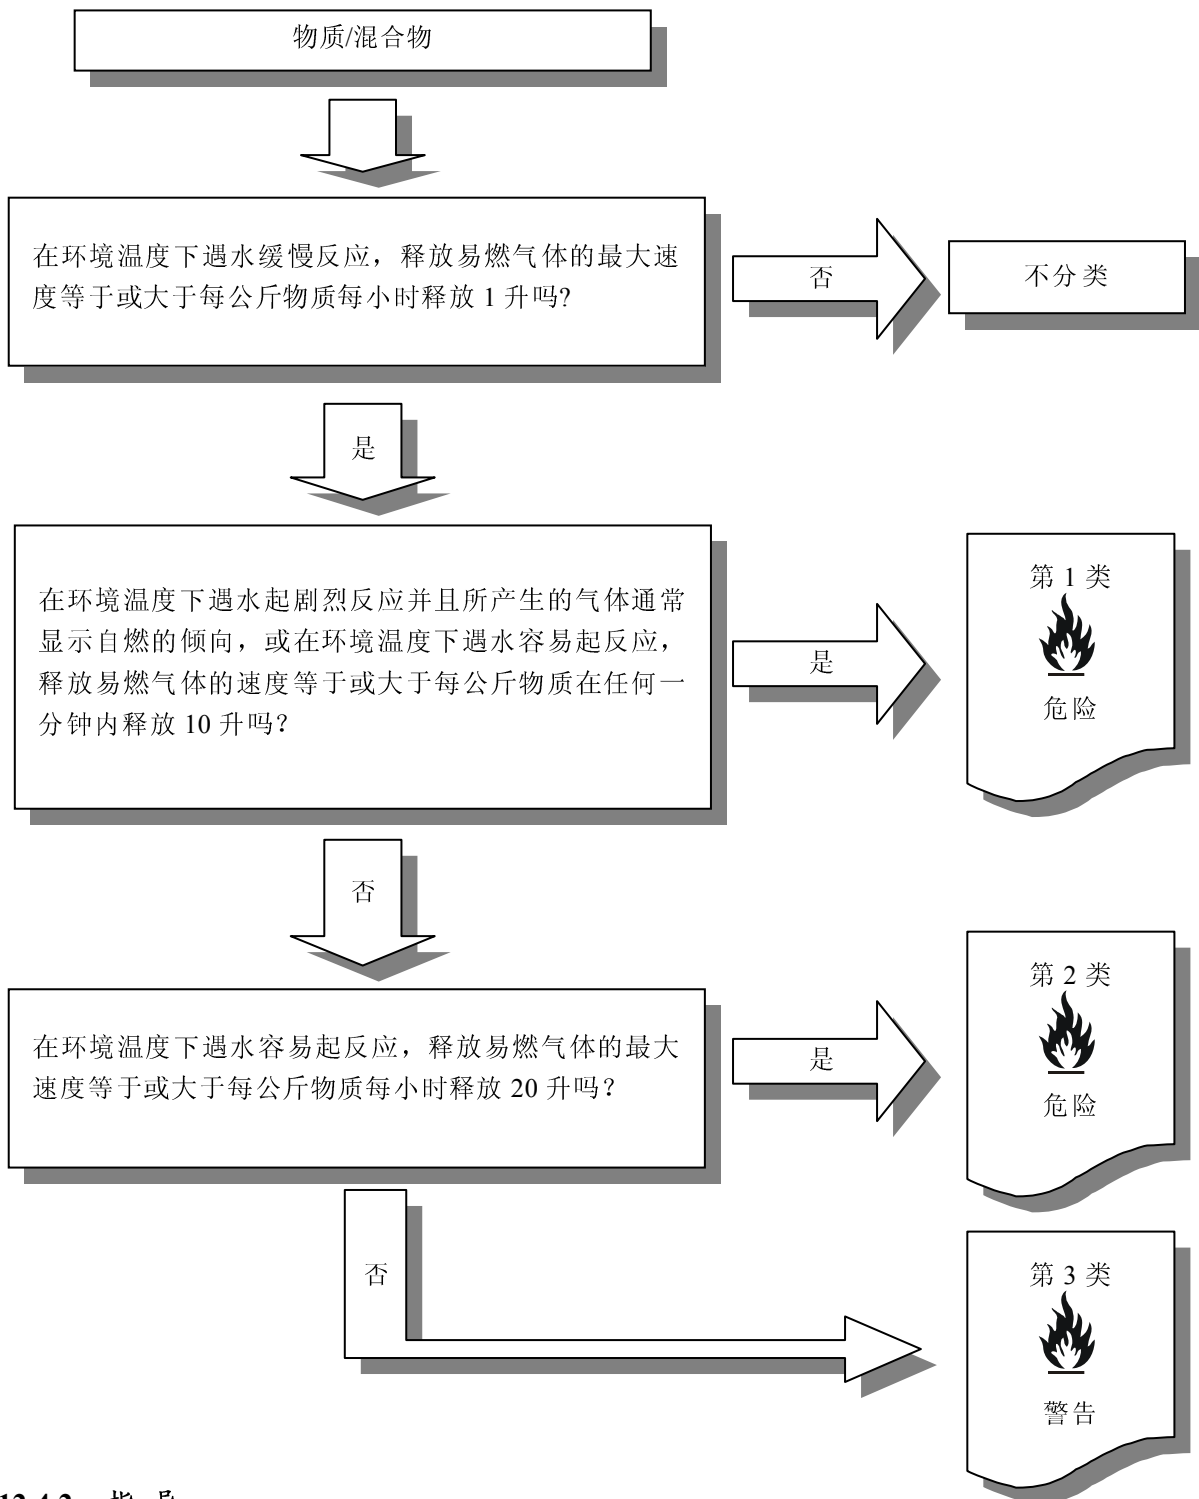 物质/混合物
在环境温度下遇水缓慢反应，释放易燃气体的最大速
度等于或大于每公斤物质每小时释放 1 升吗?
否
不分类
是
在环境温度下遇水起剧烈反应并且所产生的气体通常
显示自燃的倾向，或在环境温度下遇水容易起反应，
释放易燃气体的速度等于或大于每公斤物质在任何一
分钟内释放 10 升吗？
是
第 1 类
危险
否
在环境温度下遇水容易起反应，释放易燃气体的最大
速度等于或大于每公斤物质每小时释放 20 升吗？
是
第 2 类
危险
否
第 3 类
警告